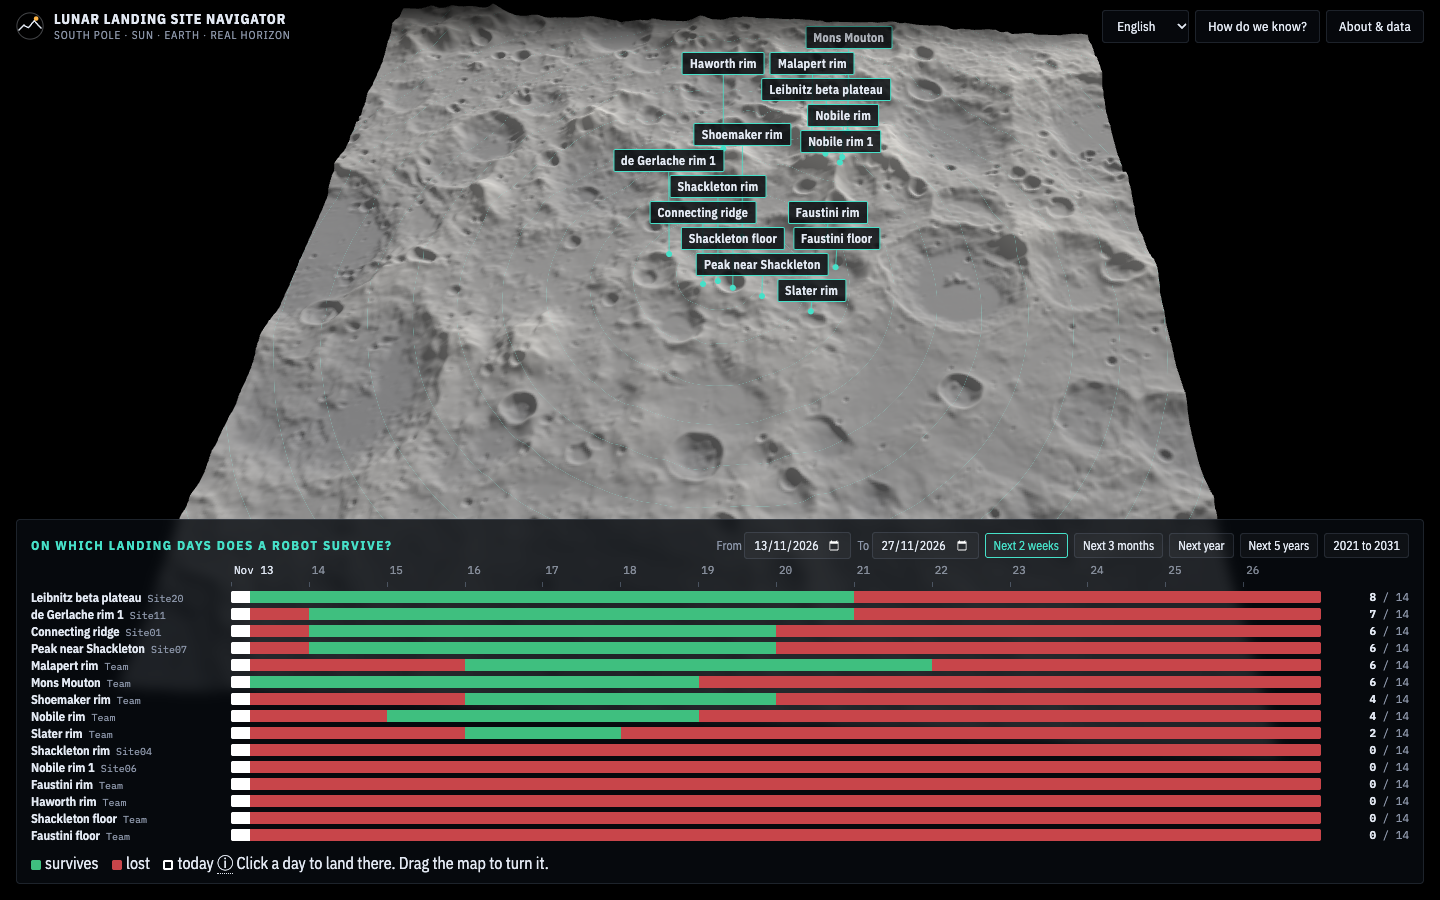 LUNAR LANDING SITE NAVIGATOR
SOUTH POLE · SUN · EARTH · REAL HORIZON
English
How do we know?
About & data
Mons Mouton
Haworth rim
Malapert rim
Leibnitz beta plateau
Nobile rim
Shoemaker rim
Nobile rim 1
de Gerlache rim 1
Shackleton rim
Connecting ridge
Faustini rim
Shackleton floor
Faustini floor
Peak near Shackleton
Slater rim
ON WHICH LANDING DAYS DOES A ROBOT SURVIVE?
From 13/11/2026 To 27/11/2026 Next 2 weeks Next 3 months Next year Next 5 years 2021 to 2031
Nov 13 14 15 16 17 18 19 20 21 22 23 24 25 26
Leibnitz beta plateau Site20 8 / 14
de Gerlache rim 1 Site11 7 / 14
Connecting ridge Site01 6 / 14
Peak near Shackleton Site07 6 / 14
Malapert rim Team 6 / 14
Mons Mouton Team 6 / 14
Shoemaker rim Team 4 / 14
Nobile rim Team 4 / 14
Slater rim Team 2 / 14
Shackleton rim Site04 0 / 14
Nobile rim 1 Site06 0 / 14
Faustini rim Team 0 / 14
Haworth rim Team 0 / 14
Shackleton floor Team 0 / 14
Faustini floor Team 0 / 14
survives lost today ⓘ Click a day to land there. Drag the map to turn it.